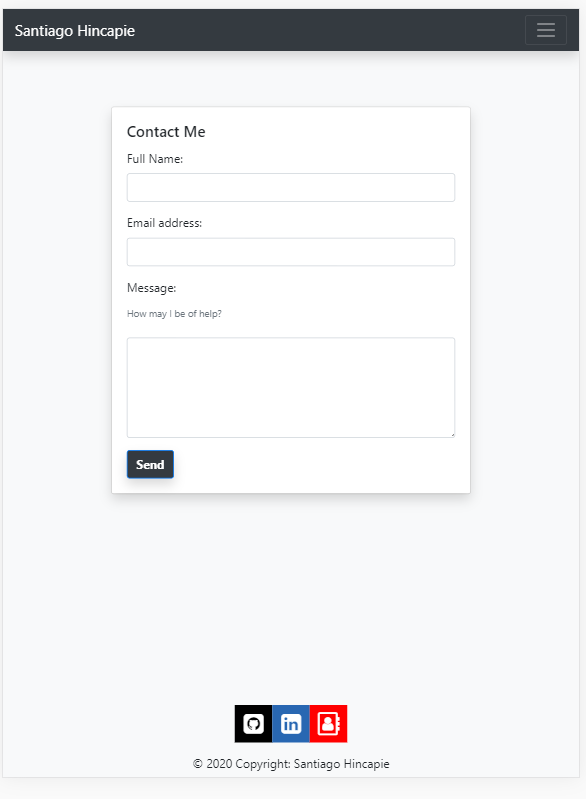 Santiago Hincapie
Contact Me
Full Name:
Email address:
Message:
How may I be of help?
Send
in
© 2020 Copyright: Santiago Hincapie